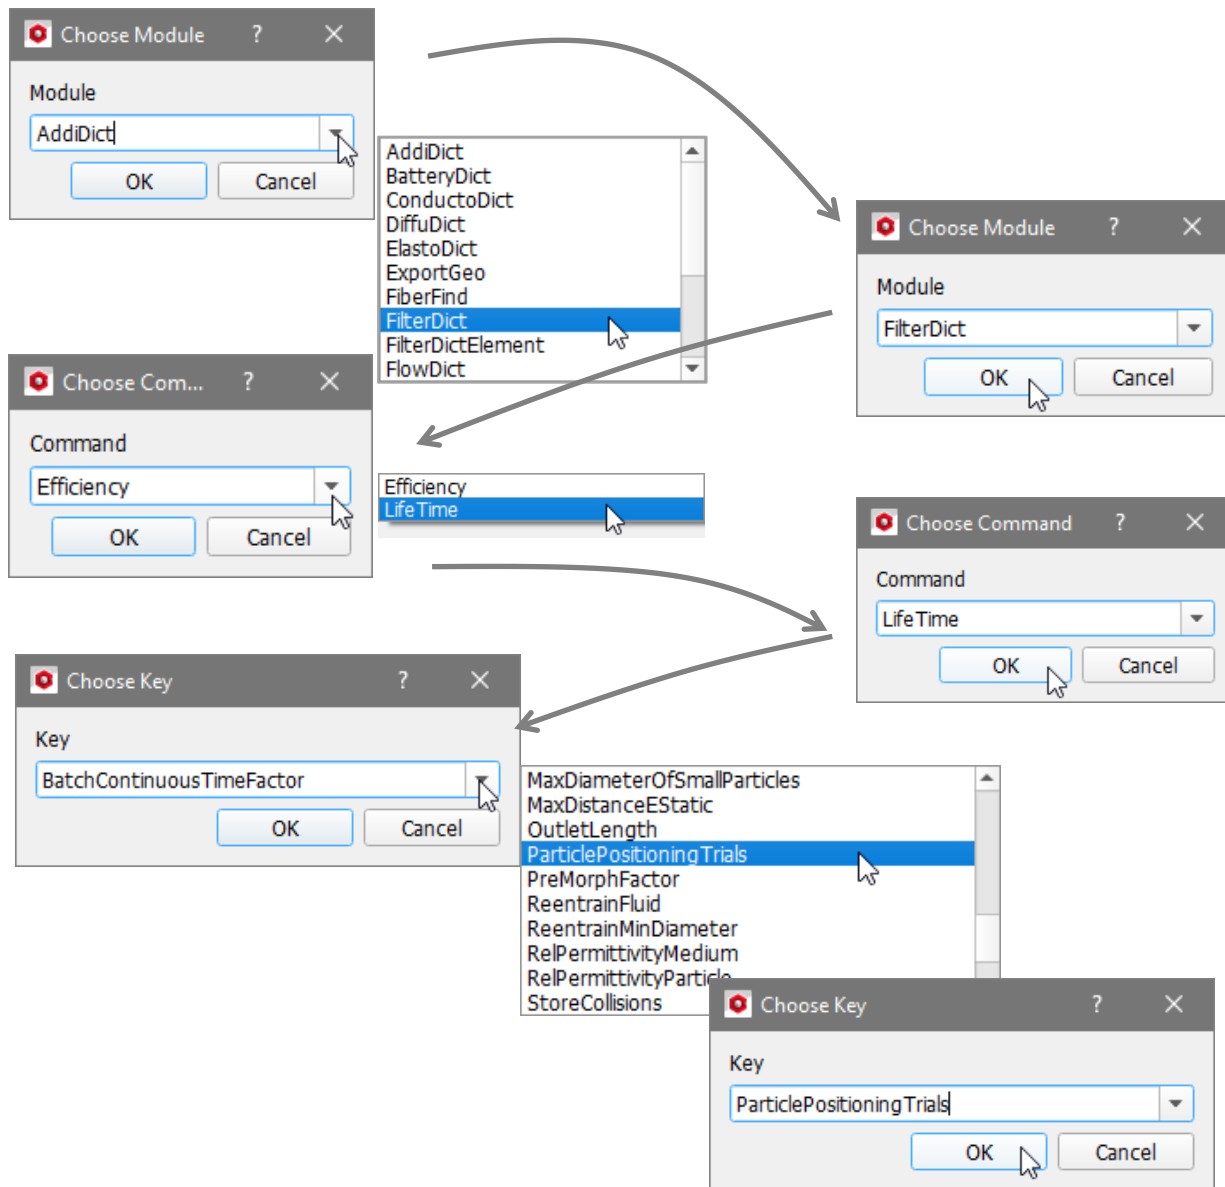 Choose Module ?
Module
AddiDict
OK Cancel
AddiDict
BatteryDict
ConductoDict
DiffuDict
ElastoDict
ExportGeo
FiberFind
FilterDict
FilterDictElement
FlowDict
Choose Module ?
Module
FilterDict
OK Cancel
Choose Com... ?
Command
Efficiency
OK Cancel
Efficiency
LifeTime
Choose Command ?
Command
LifeTime
OK Cancel
Choose Key ?
Key
BatchContinuousTimeFactor
OK Cancel
MaxDiameterOfSmallParticles
MaxDistanceEStatic
OutletLength
ParticlePositioningTrials
PreMorphFactor
ReentrainFluid
ReentrainMinDiameter
RelPermittivityMedium
RelPermittivityParticle
StoreCollisions
Choose Key ?
Key
ParticlePositioningTrials
OK Cancel